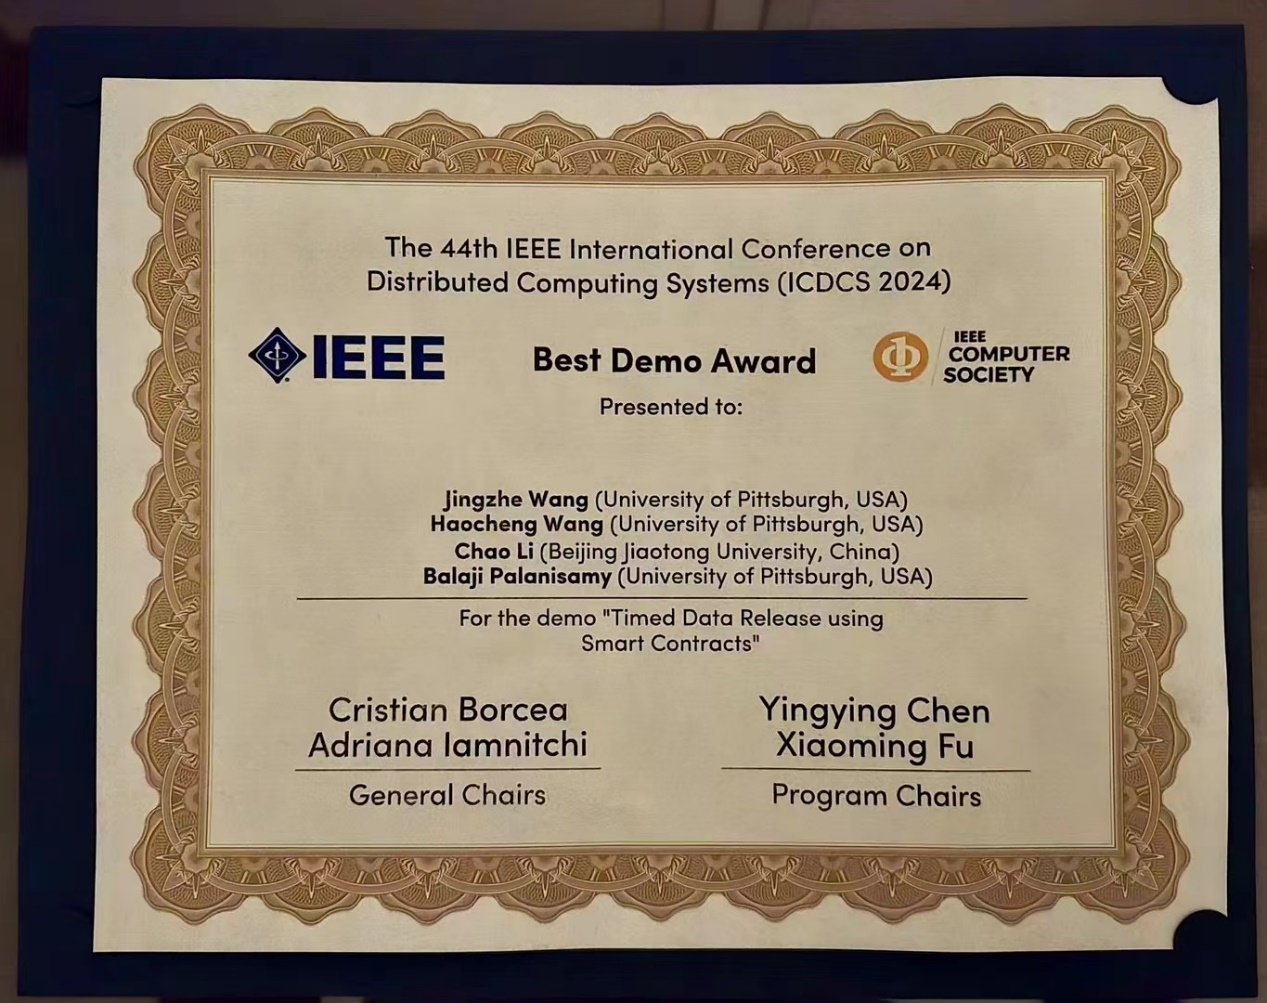 The 44th IEEE International Conference on
Distributed Computing Systems (ICDCS 2024)
IEEE
Best Demo Award
IEEE
COMPUTER
SOCIETY
Presented to:
Jingzhe Wang (University of Pittsburgh, USA)
Haocheng Wang (University of Pittsburgh, USA)
Chao Li (Beijing Jiaotong University, China)
Balaji Palanisamy (University of Pittsburgh, USA)
For the demo "Timed Data Release using
Smart Contracts"
Cristian Borcea
Adriana Iamnitchi
General Chairs
Yingying Chen
Xiaoming Fu
Program Chairs